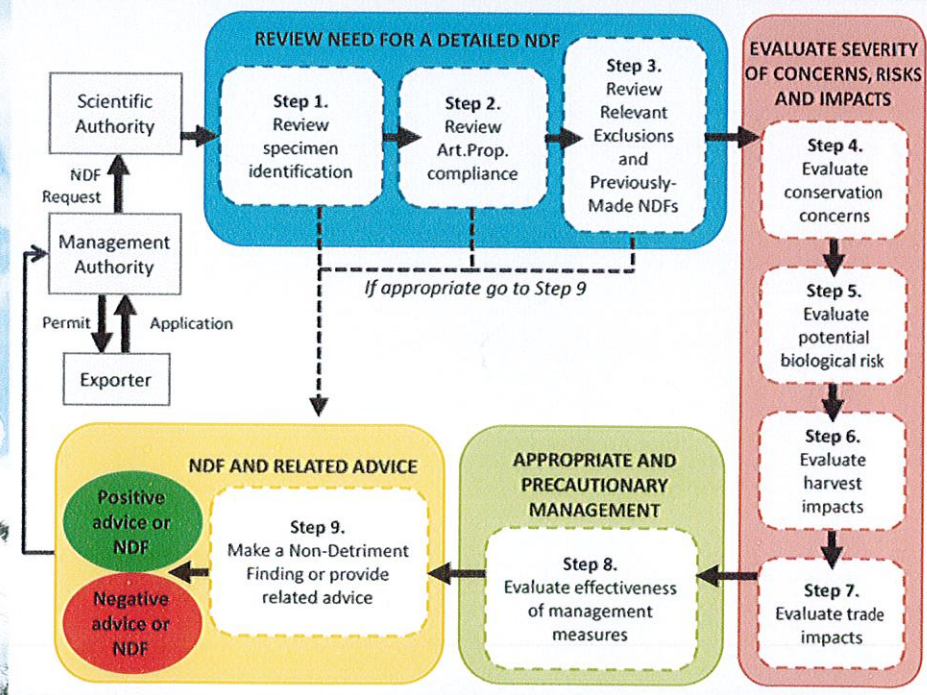 REVIEW NEED FOR A DETAILED NDF
Scientific
Authority
NDF
Request
Management
Authority
Permit
Application
Exporter
Step 1.
Review
specimen
identification
Step 2.
Review
Art.Prop.
compliance
Step 3.
Review
Relevant
Exclusions
and
Previously-
Made NDFs
If appropriate go to Step 9
EVALUATE SEVERITY
OF CONCERNS, RISKS
AND IMPACTS
Step 4.
Evaluate
conservation
concerns
Step 5.
Evaluate
potential
biological risk
Step 6.
Evaluate
harvest
impacts
Step 7.
Evaluate trade
impacts
APPROPRIATE AND
PRECAUTIONARY
MANAGEMENT
Step 8.
Evaluate effectiveness
of management
measures
NDF AND RELATED ADVICE
Step 9.
Make a Non-Detriment
Finding or provide
related advice
Positive
advice or
NDF
Negative
advice or
NDF